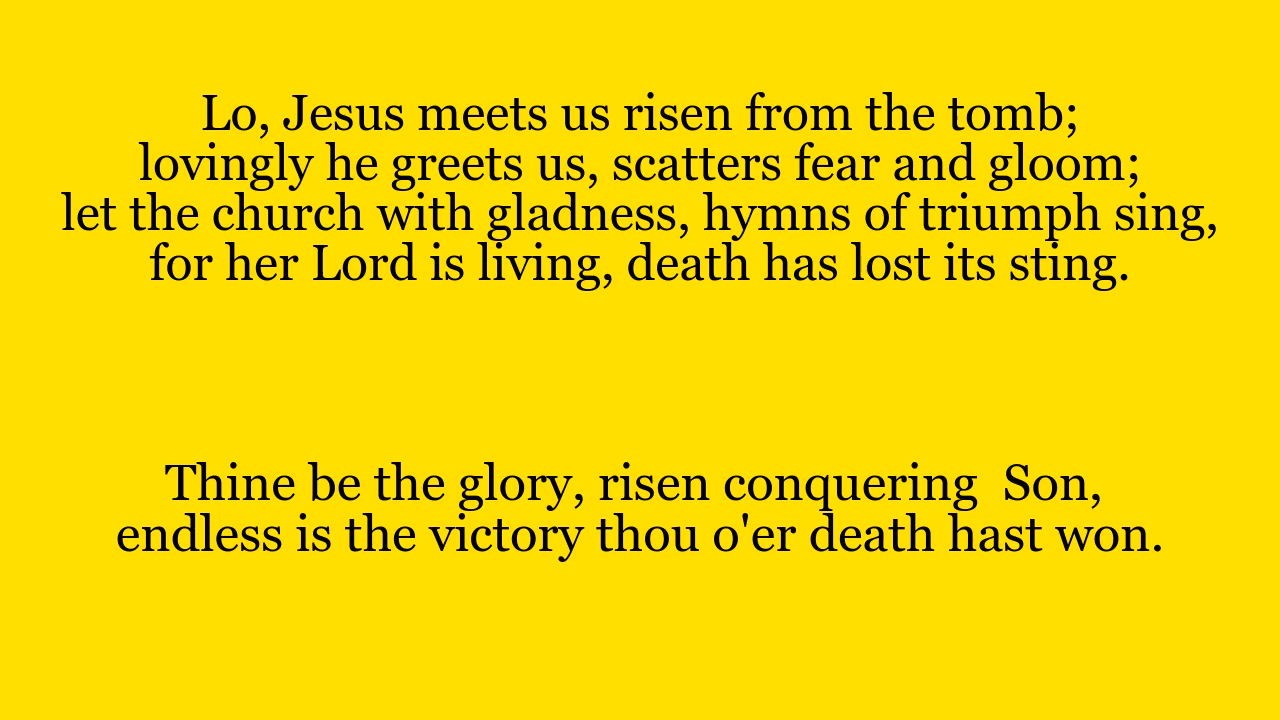 Lo, Jesus meets us risen from the tomb;
lovingly he greets us, scatters fear and gloom;
let the church with gladness, hymns of triumph sing,
for her Lord is living, death has lost its sting.
Thine be the glory, risen conquering  Son,
endless is the victory thou o'er death hast won.